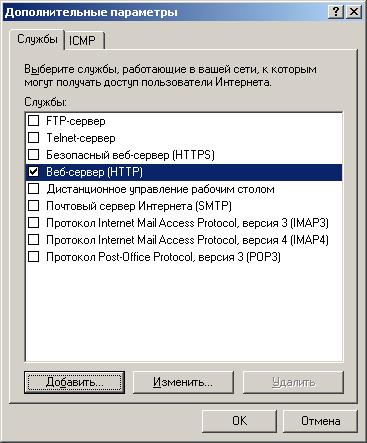 Дополнительные параметры
Службы
ICMP
Выберите службы, работающие в вашей сети, к которым
могут получать доступ пользователи Интернета.
Службы:
FTP-сервер
Telnet-сервер
Безопасный веб-сервер (HTTPS)
Веб-сервер (HTTP)
Дистанционное управление рабочим столом
Почтовый сервер Интернета (SMTP)
Протокол Internet Mail Access Protocol, версия 3 (IMAP3)
Протокол Internet Mail Access Protocol, версия 4 (IMAP4)
Протокол Post-Office Protocol, версия 3 (POP3)
Добавить... Изменить... Удалить
OK Отмена